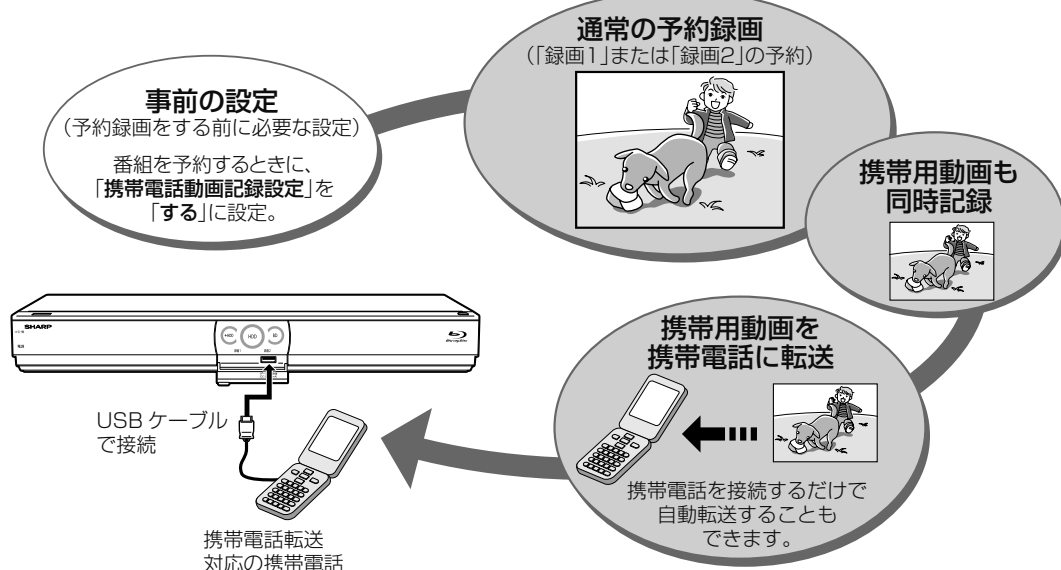 事前の設定
（予約録画をする前に必要な設定）
番組を予約するときに、
「携帯電話動画記録設定」を
「する」に設定。
通常の予約録画
（「録画1」または「録画2」の予約）
携帯用動画も
同時記録
携帯用動画を
携帯電話に転送
携帯電話を接続するだけで
自動転送することも
できます。
SHARP
HDD
BD
USB ケーブル
で接続
携帯電話転送
対応の携帯電話